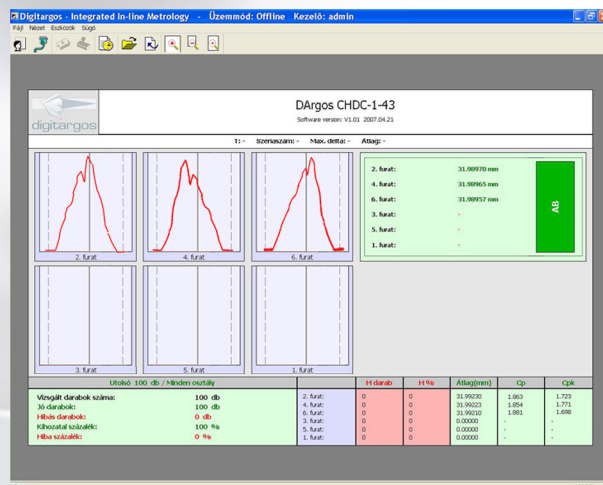 Digitargos - Integrated In-line Metrology - Üzemmód: Offline Kezelő: admin
Fájl Nézet Eszközök Súgó
digitargos
DArgos CHDC-1-43
Software version: V1.01 2007.04.21
T: - Szériaszám: - Max. delta: - Átlag: -
2. furat: 31.98970 mm
4. furat: 31.98965 mm
6. furat: 31.98957 mm
3. furat: -
5. furat: -
1. furat: -
AB
2. furat 4. furat 6. furat
3. furat 5. furat 1. furat
Utolsó 100 db / Minden osztály H darab H % Átlag(mm) Cp Cpk
Vizsgált darabok száma: 100 db
Jó darabok: 100 db
Hibás darabok: 0 db
Kihozatal százalék: 100 %
Hiba százalék: 0 %
2. furat: 0 0 31.99230 1.863 1.723
4. furat: 0 0 31.99223 1.854 1.771
6. furat: 0 0 31.99210 1.881 1.698
3. furat: 0 0 0.00000 - -
5. furat: 0 0 0.00000 - -
1. furat: 0 0 0.00000 - -